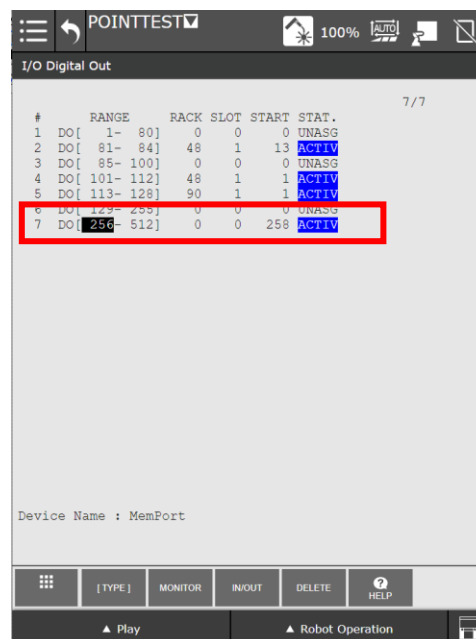 POINTTEST
100% AUTO
I/O Digital Out
7/7
# RANGE RACK SLOT START STAT.
1 DO[ 1- 80] 0 0 0 UNASG
2 DO[ 81- 84] 48 1 13 ACTIV
3 DO[ 85- 100] 0 0 0 UNASG
4 DO[ 101- 112] 48 1 1 ACTIV
5 DO[ 113- 128] 90 1 1 ACTIV
6 DO[ 129- 255] 0 0 0 UNASG
7 DO[ 256- 512] 0 0 258 ACTIV
Device Name : MemPort
[ TYPE ] MONITOR IN/OUT DELETE ? HELP
▲ Play ▲ Robot Operation